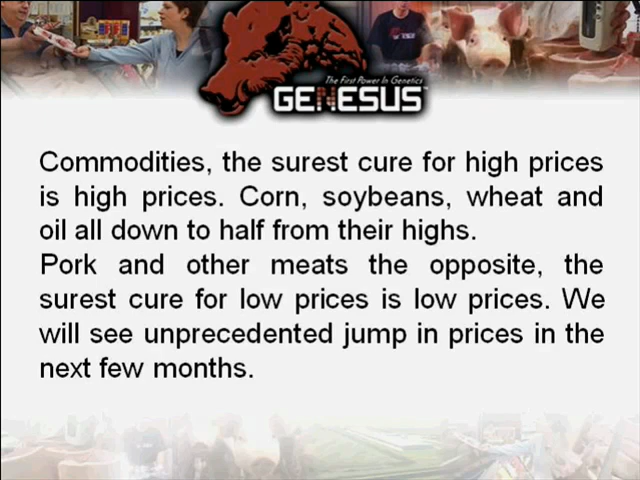 The First Power In Genetics
GENESUS™
Commodities, the surest cure for high prices
is high prices. Corn, soybeans, wheat and
oil all down to half from their highs.
Pork and other meats the opposite, the
surest cure for low prices is low prices. We
will see unprecedented jump in prices in the
next few months.